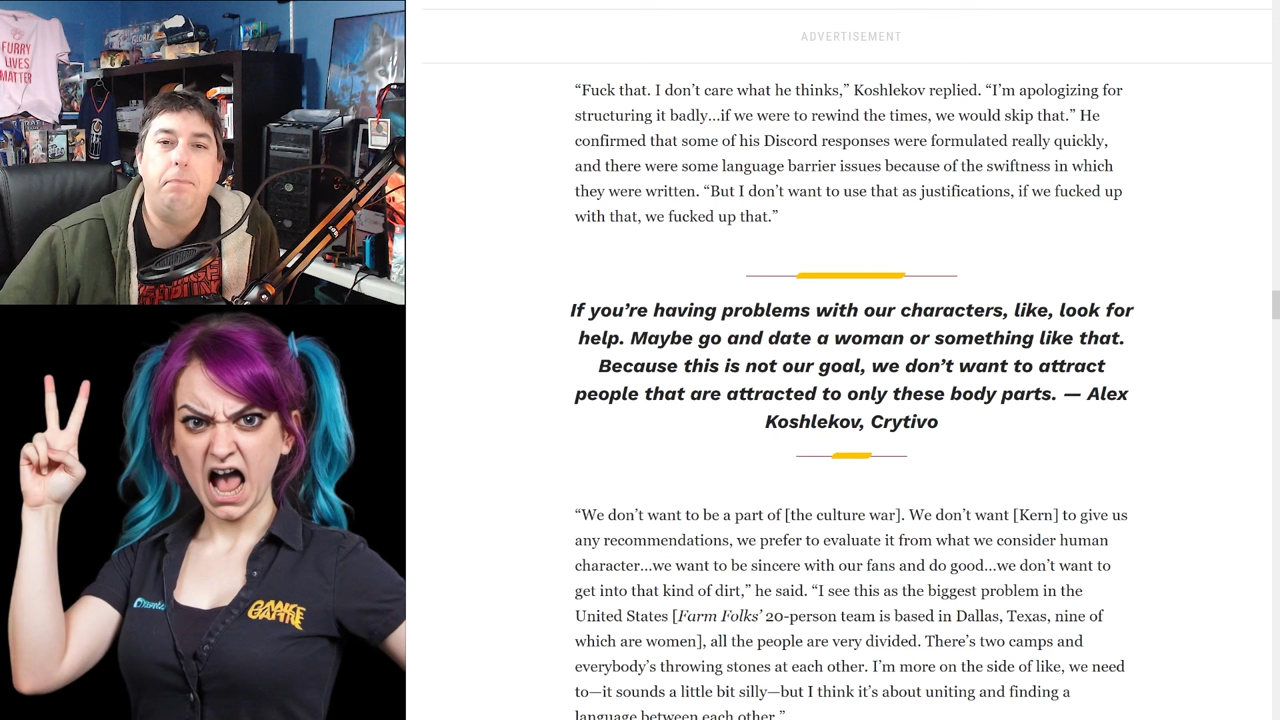 FURRY
LIVES
MATTER
ADVERTISEMENT
“Fuck that. I don’t care what he thinks,” Koshlekov replied. “I’m apologizing for
structuring it badly…if we were to rewind the times, we would skip that.” He
confirmed that some of his Discord responses were formulated really quickly,
and there were some language barrier issues because of the swiftness in which
they were written. “But I don’t want to use that as justifications, if we fucked up
with that, we fucked up that.”
If you’re having problems with our characters, like, look for
help. Maybe go and date a woman or something like that.
Because this is not our goal, we don’t want to attract
people that are attracted to only these body parts. — Alex
Koshlekov, Crytivo
“We don’t want to be a part of [the culture war]. We don’t want [Kern] to give us
any recommendations, we prefer to evaluate it from what we consider human
character…we want to be sincere with our fans and do good…we don’t want to
get into that kind of dirt,” he said. “I see this as the biggest problem in the
United States [Farm Folks’ 20-person team is based in Dallas, Texas, nine of
which are women], all the people are very divided. There’s two camps and
everybody’s throwing stones at each other. I’m more on the side of like, we need
to—it sounds a little bit silly—but I think it’s about uniting and finding a
language between each other.”